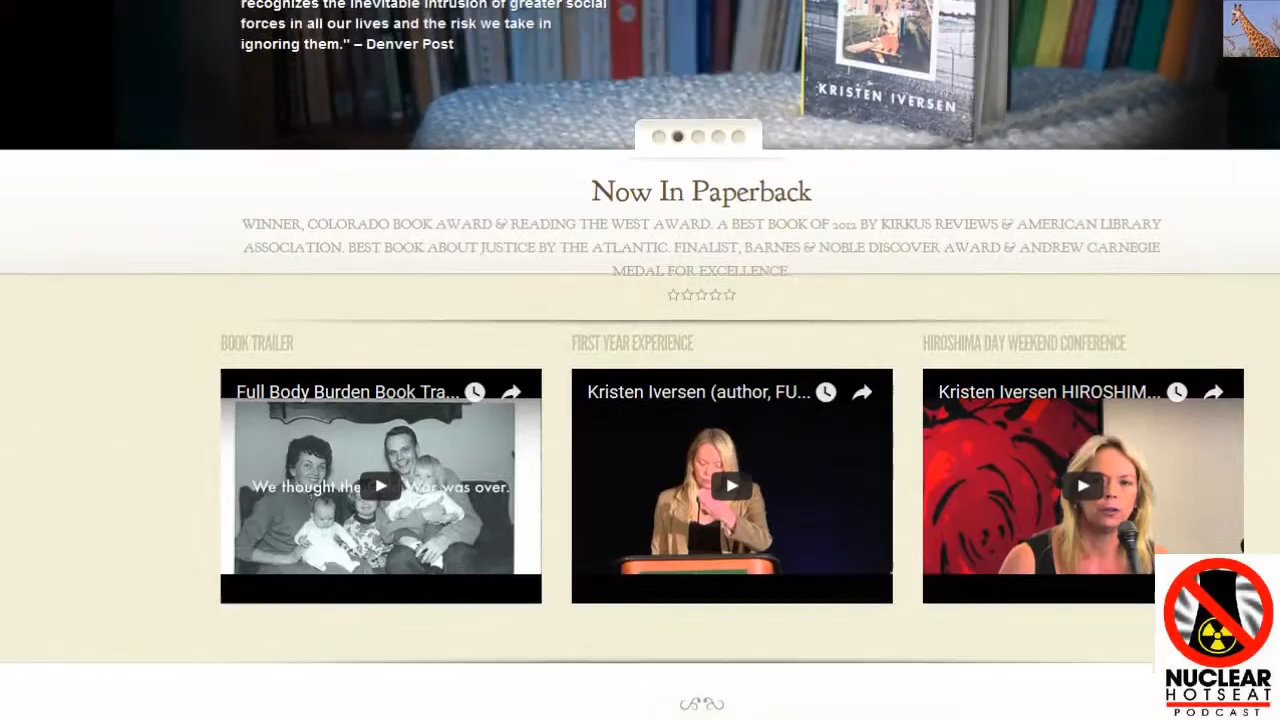 recognizes the inevitable intrusion of greater social
forces in all our lives and the risk we take in
ignoring them." – Denver Post
KRISTEN IVERSEN
Now In Paperback
WINNER, COLORADO BOOK AWARD & READING THE WEST AWARD. A BEST BOOK OF 2012 BY KIRKUS REVIEWS & AMERICAN LIBRARY
ASSOCIATION. BEST BOOK ABOUT JUSTICE BY THE ATLANTIC. FINALIST, BARNES & NOBLE DISCOVER AWARD & ANDREW CARNEGIE
MEDAL FOR EXCELLENCE
BOOK TRAILER
FIRST YEAR EXPERIENCE
HIROSHIMA DAY WEEKEND CONFERENCE
Full Body Burden Book Tra...
Kristen Iversen (author, FU...
Kristen Iversen HIROSHIM...
We thought the War was over.
NUCLEAR
HOTSEAT
PODCAST